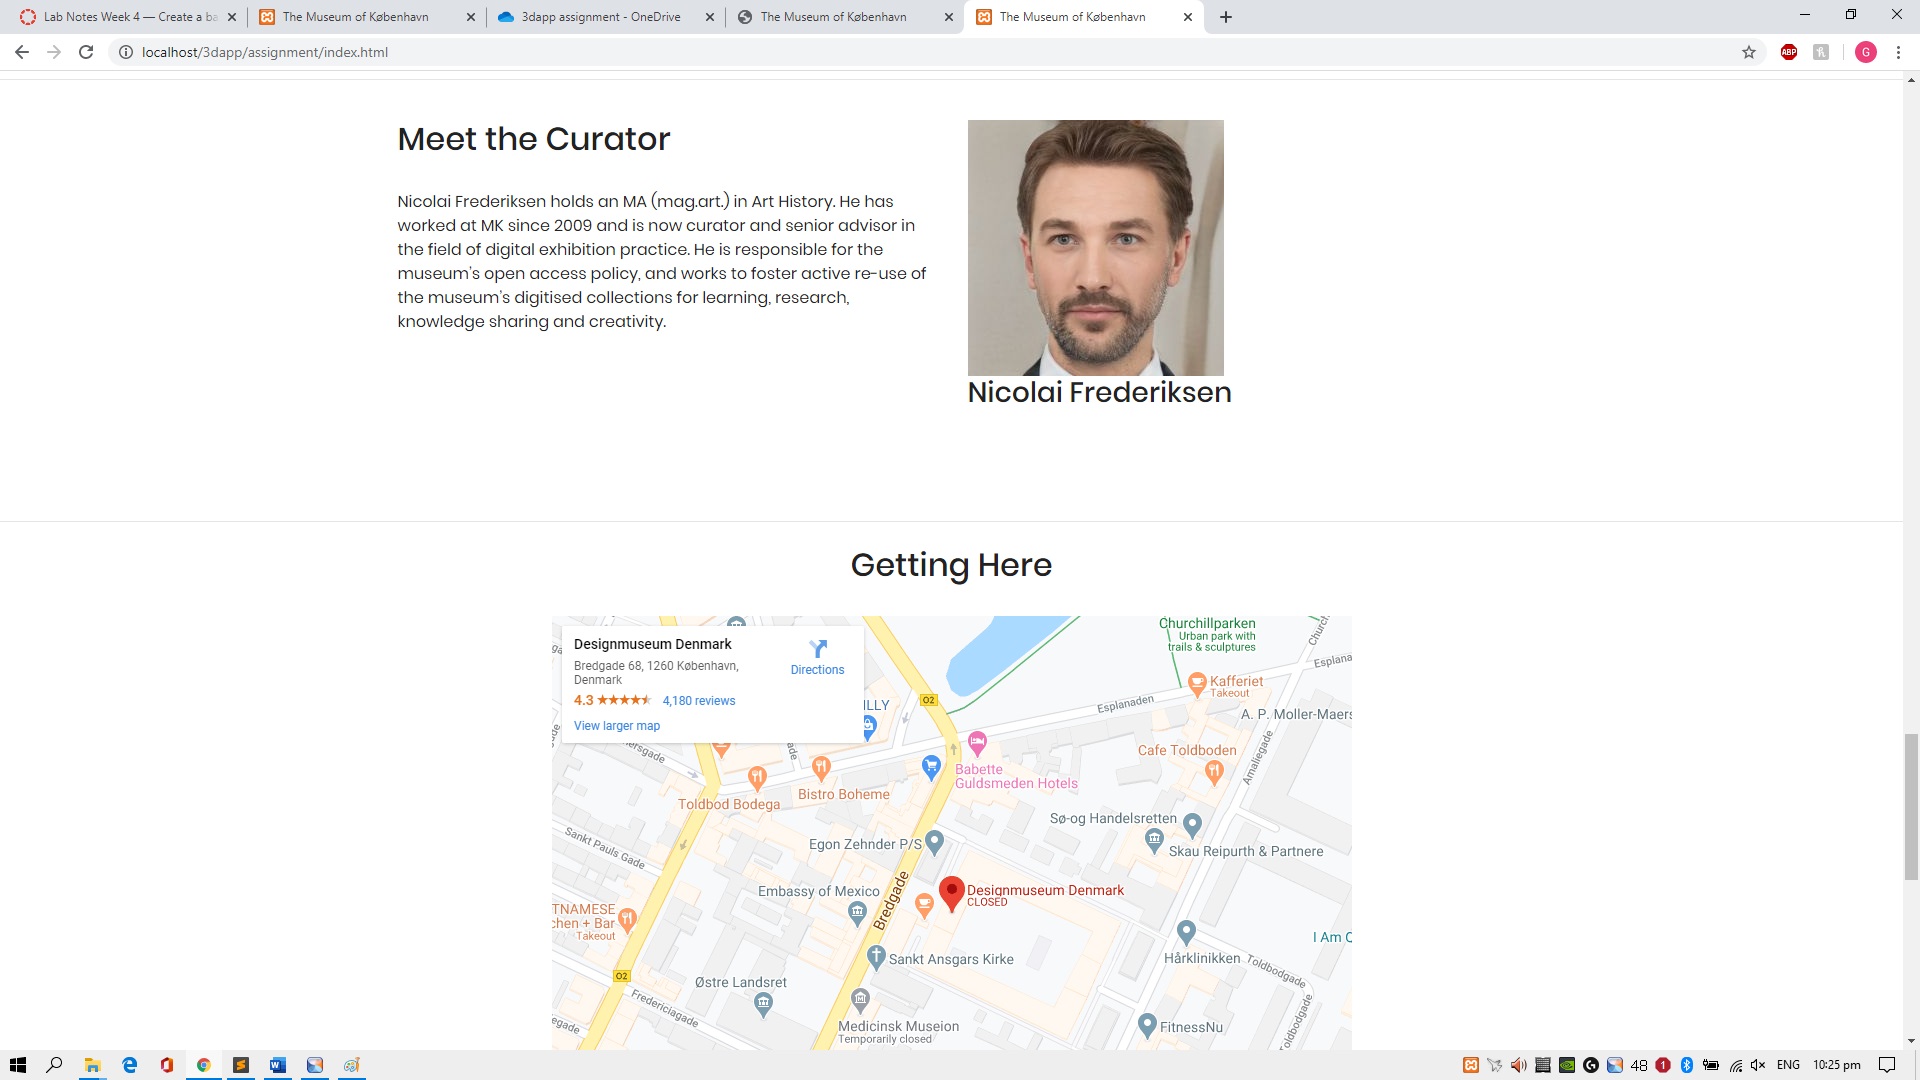 Lab Notes Week 4 — Create a ba
The Museum of København
3dapp assignment - OneDrive
The Museum of København
The Museum of København
localhost/3dapp/assignment/index.html
ABP
G
Meet the Curator
Nicolai Frederiksen holds an MA (mag.art.) in Art History. He has
worked at MK since 2009 and is now curator and senior advisor in
the field of digital exhibition practice. He is responsible for the
museum's open access policy, and works to foster active re-use of
the museum's digitised collections for learning, research,
knowledge sharing and creativity.
Nicolai Frederiksen
Getting Here
Designmuseum Denmark
Bredgade 68, 1260 København,
Denmark
4.3
4,180 reviews
View larger map
Directions
Churchillparken
Urban park with
trails & sculptures
Church
Esplana
Kafferiet
Takeout
ILLY
O2
Esplanaden
A. P. Moller-Maers
Cafe Toldboden
Amaliegade
Babette
Guldsmeden Hotels
Toldbod Bodega
Bistro Boheme
Sø-og Handelsretten
Skau Reipurth & Partnere
Sankt Pauls Gade
Egon Zehnder P/S
Embassy of Mexico
Bredgade
Designmuseum Denmark
CLOSED
TNAMESE
chen + Bar
Takeout
I Am C
Sankt Ansgars Kirke
Hårklinikken
Toldbodgade
O2
Østre Landsret
Fredericiagade
Medicinsk Museion
Temporarily closed
FitnessNu
Toldbodgade
egade
48
1
ENG
10:25 pm